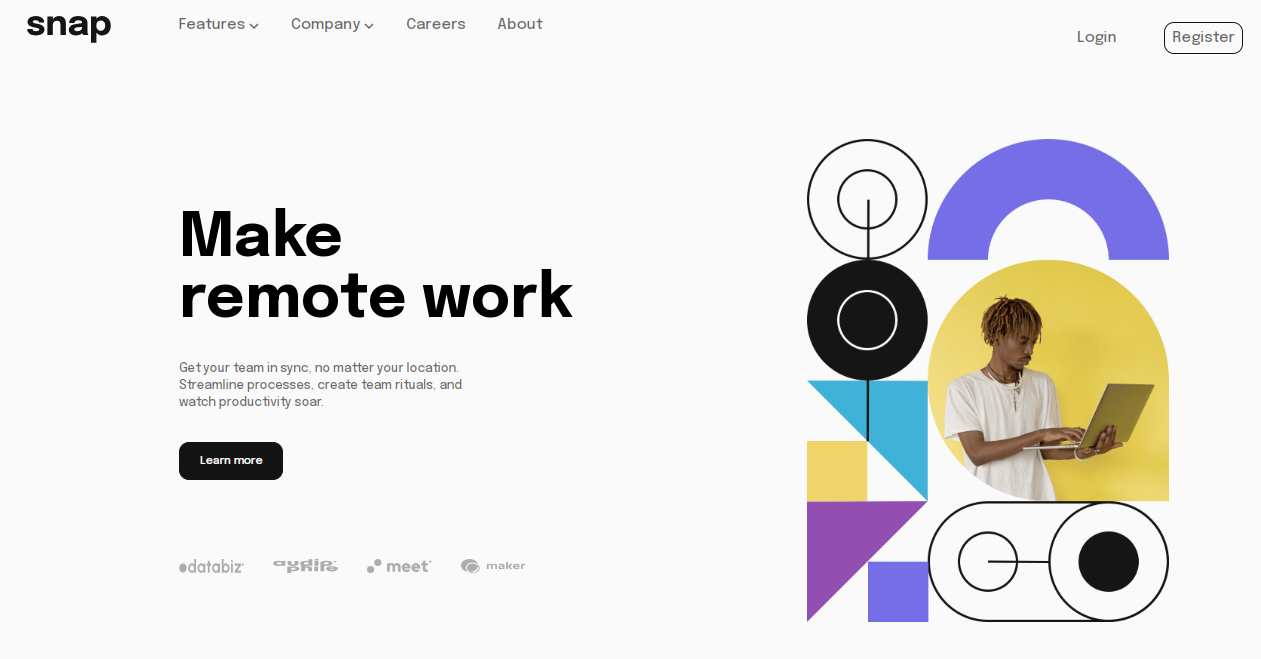 snap
Features
Company
Careers
About
Login
Register
Make
remote work
Get your team in sync, no matter your location.
Streamline processes, create team rituals, and
watch productivity soar.
Learn more
databiz
audio
phile
meet
maker